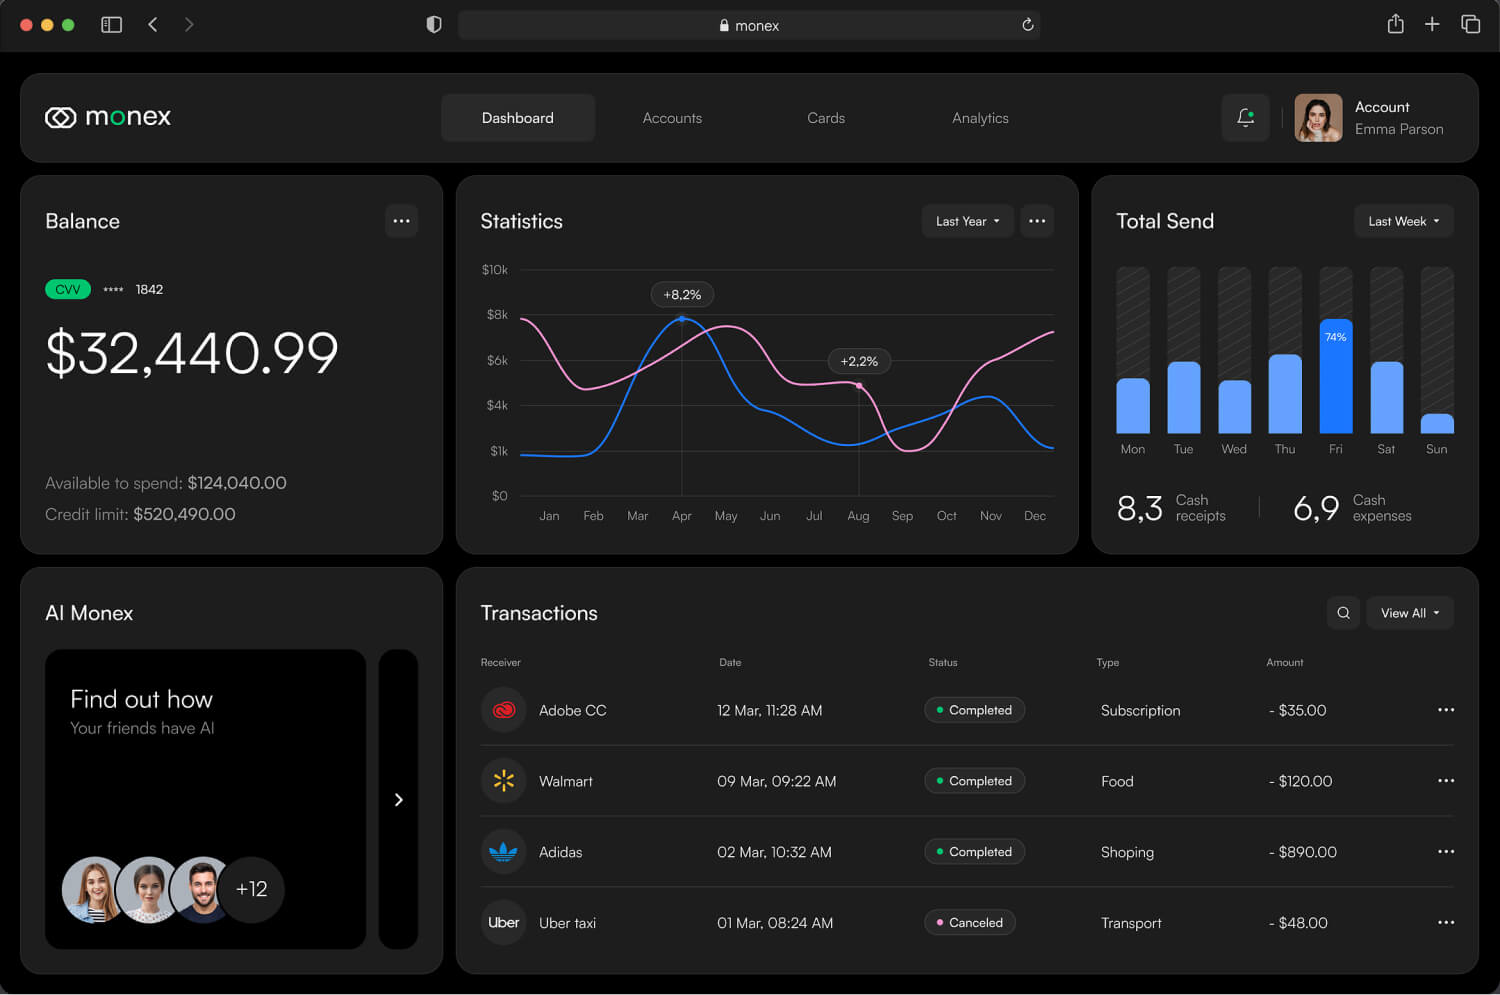 monex
monex
Dashboard
Accounts
Cards
Analytics
Account
Emma Parson
Balance
CVV **** 1842
$32,440.99
Available to spend: $124,040.00
Credit limit: $520,490.00
Statistics
Last Year
$10k
$8k
$6k
$4k
$1k
$0
+8,2%
+2,2%
Jan Feb Mar Apr May Jun Jul Aug Sep Oct Nov Dec
Total Send
Last Week
74%
Mon Tue Wed Thu Fri Sat Sun
8,3 Cash
receipts
6,9 Cash
expenses
AI Monex
Find out how
Your friends have AI
+12
Transactions
View All
Receiver Date Status Type Amount
Adobe CC 12 Mar, 11:28 AM Completed Subscription - $35.00
Walmart 09 Mar, 09:22 AM Completed Food - $120.00
Adidas 02 Mar, 10:32 AM Completed Shoping - $890.00
Uber Uber taxi 01 Mar, 08:24 AM Canceled Transport - $48.00